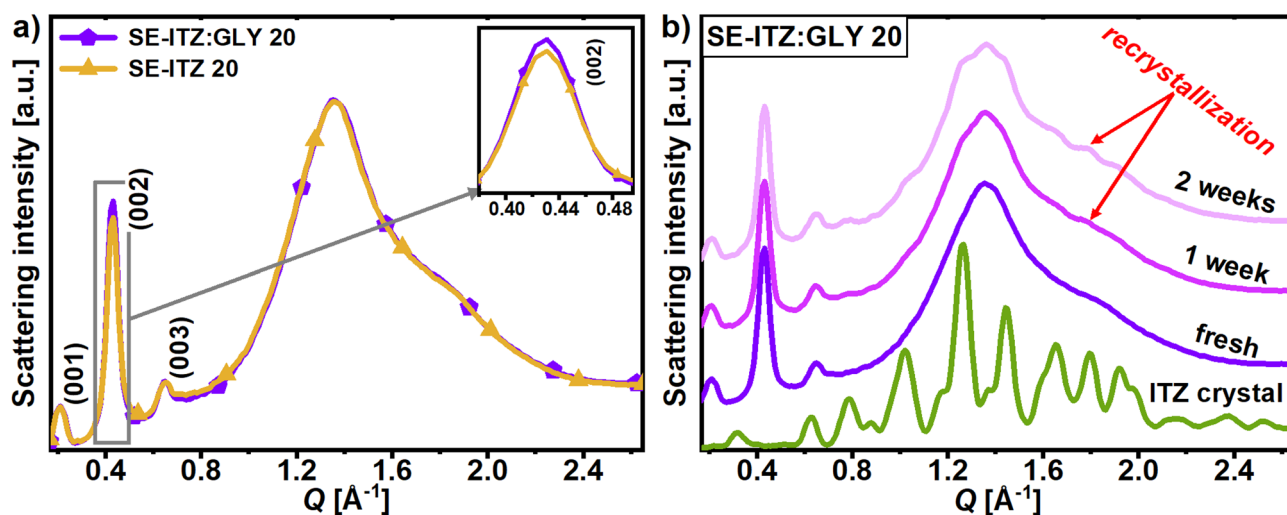 a)
SE-ITZ:GLY 20
SE-ITZ 20
(001)
(002)
(003)
(002)
0.40 0.44 0.48
Scattering intensity [a.u.]
0.4 0.8 1.2 1.6 2.0 2.4
Q [Å-1]
b)
SE-ITZ:GLY 20
recrystallization
2 weeks
1 week
fresh
ITZ crystal
Scattering intensity [a.u.]
0.4 0.8 1.2 1.6 2.0 2.4
Q [Å-1]